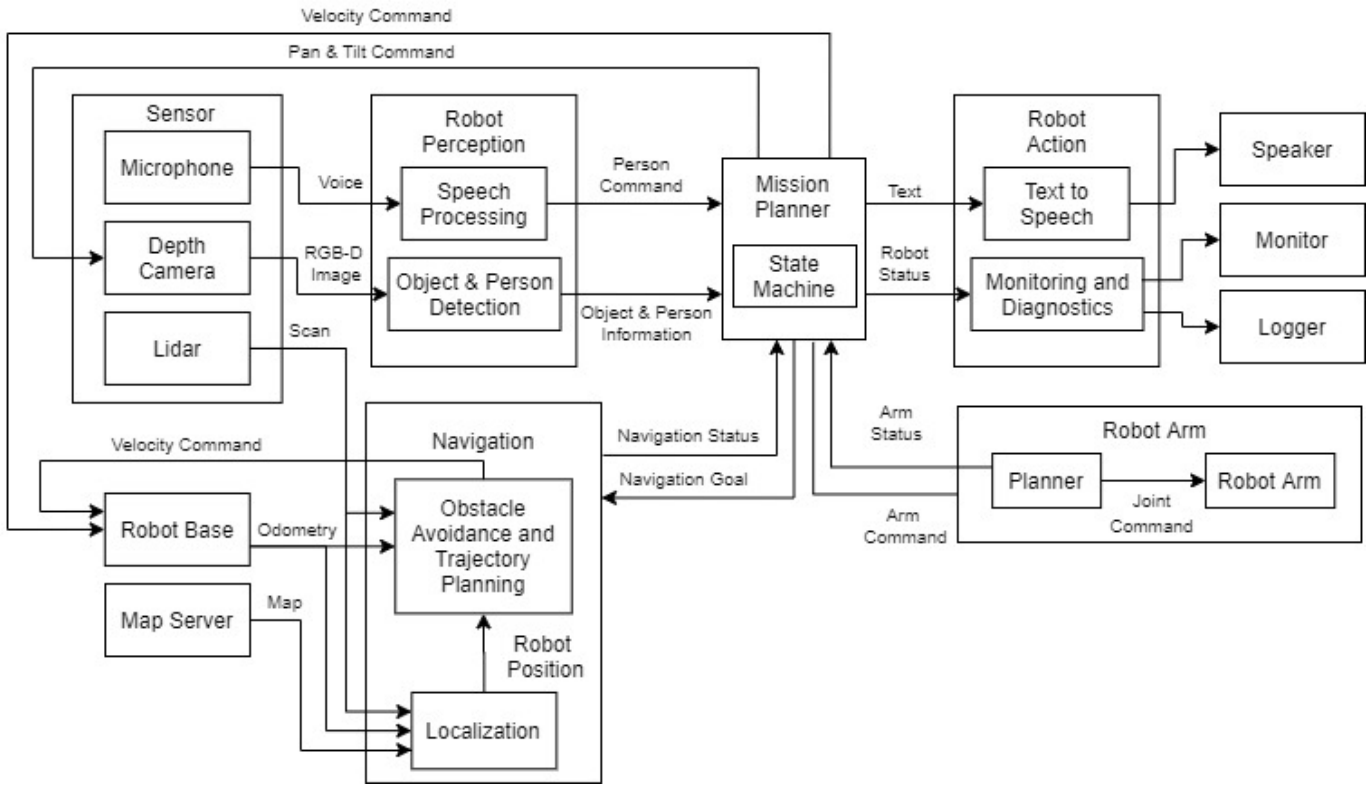 Velocity Command
Pan & Tilt Command
Sensor
Microphone
Depth
Camera
Lidar
Voice
RGB-D
Image
Scan
Robot
Perception
Speech
Processing
Object & Person
Detection
Person
Command
Object & Person
Information
Mission
Planner
State
Machine
Text
Robot
Status
Robot
Action
Text to
Speech
Monitoring and
Diagnostics
Speaker
Monitor
Logger
Velocity Command
Robot Base
Odometry
Map Server
Map
Navigation
Obstacle
Avoidance and
Trajectory
Planning
Robot
Position
Localization
Navigation Status
Navigation Goal
Arm
Status
Arm
Command
Robot Arm
Planner
Joint
Command
Robot Arm